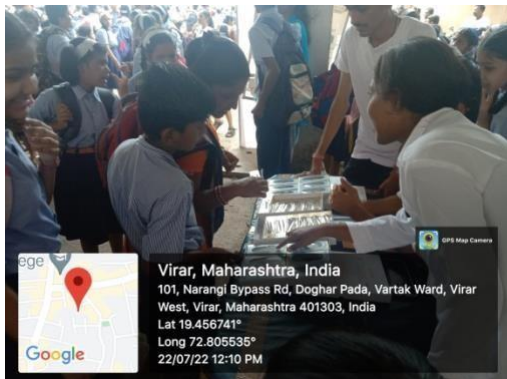 GPS Map Camera
ege
Google
Virar, Maharashtra, India
101, Narangi Bypass Rd, Doghar Pada, Vartak Ward, Virar
West, Virar, Maharashtra 401303, India
Lat 19.456741°
Long 72.805535°
22/07/22 12:10 PM